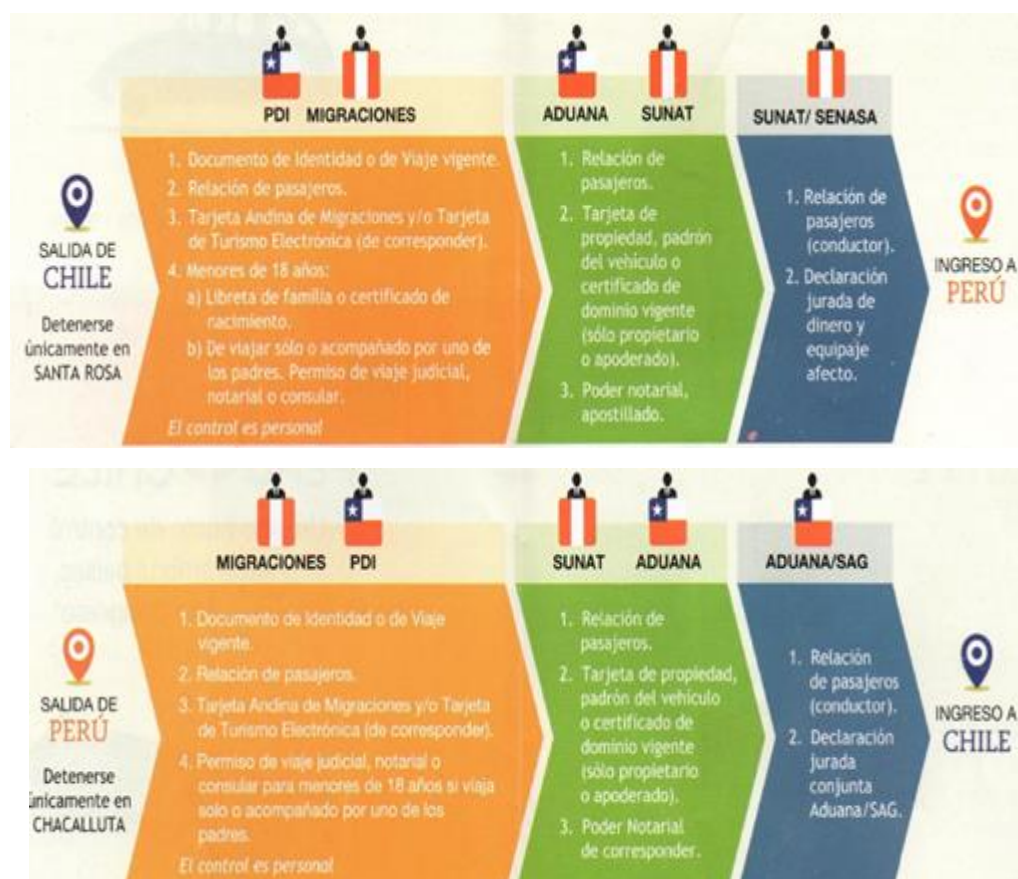 PDI MIGRACIONES
ADUANA SUNAT
SUNAT/ SENASA
SALIDA DE
CHILE
Detenerse
únicamente en
SANTA ROSA
1. Documento de Identidad o de Viaje vigente.
2. Relación de pasajeros.
3. Tarjeta Andina de Migraciones y/o Tarjeta
de Turismo Electrónica (de corresponder).
4. Menores de 18 años:
a) Libreta de familia o certificado de
nacimiento.
b) De viajar sólo o acompañado por uno de
los padres. Permiso de viaje judicial,
notarial o consular.
El control es personal
1. Relación de
pasajeros.
2. Tarjeta de
propiedad, padrón
del vehículo o
certificado de
dominio vigente
(sólo propietario
o apoderado).
3. Poder notarial,
apostillado.
1. Relación de
pasajeros
(conductor).
2. Declaración
jurada de
dinero y
equipaje
afecto.
INGRESO A
PERÚ
MIGRACIONES PDI
SUNAT ADUANA
ADUANA/SAG
SALIDA DE
PERÚ
Detenerse
únicamente en
CHACALLUTA
1. Documento de Identidad o de Viaje
vigente.
2. Relación de pasajeros.
3. Tarjeta Andina de Migraciones y/o Tarjeta
de Turismo Electrónica (de corresponder).
4. Permiso de viaje judicial, notarial o
consular para menores de 18 años si viaja
solo o acompañado por uno de los
padres.
El control es personal
1. Relación de
pasajeros.
2. Tarjeta de propiedad,
padrón del vehículo
o certificado de
dominio vigente
(sólo propietario
o apoderado).
3. Poder Notarial
de corresponder.
1. Relación
de pasajeros
(conductor).
2. Declaración
jurada
conjunta
Aduana/SAG.
INGRESO A
CHILE